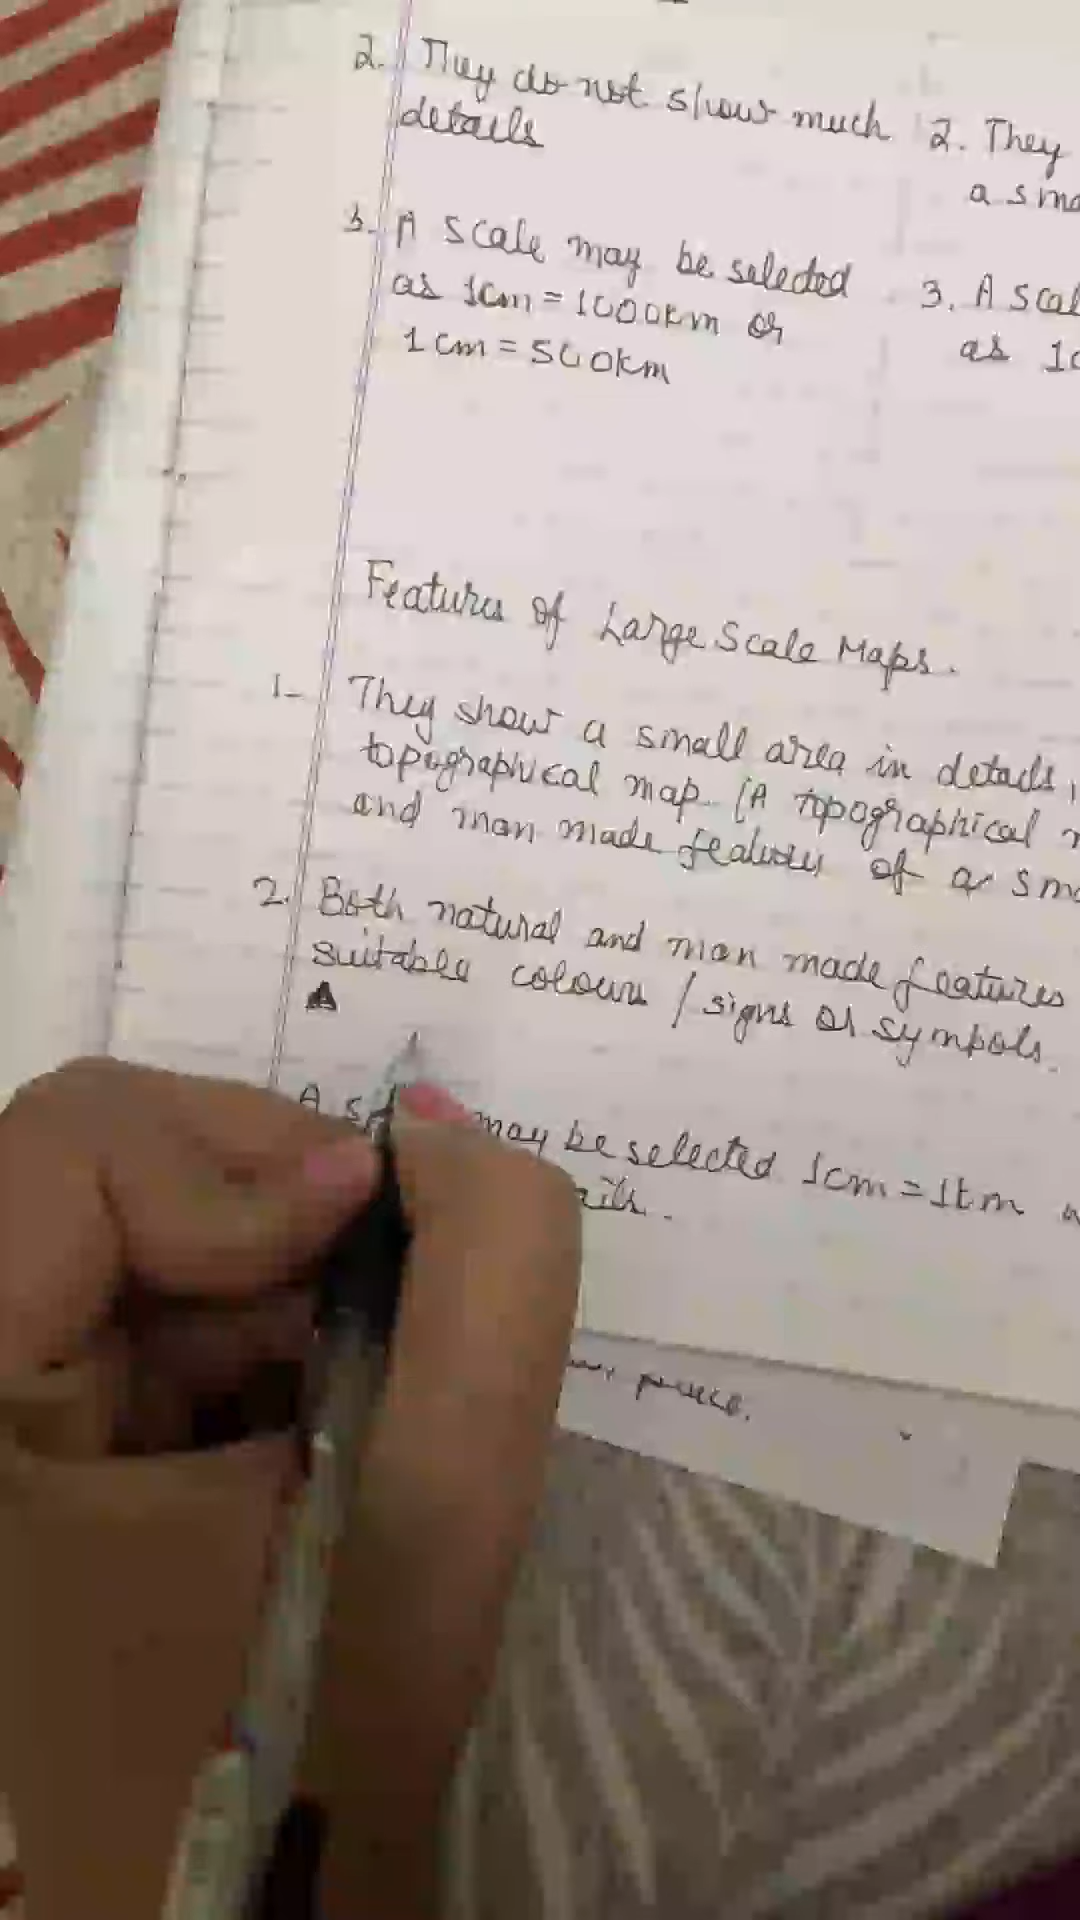 2. They do not show much 2. They
details
a sma
3. A scale may be selected 3. A scal
as 1cm = 1000km or as 1c
1 cm = 500km
Features of Large Scale Maps.
1- They show a small area in details,
topographical map. (A topographical m
and man made features of a sma
2. Both natural and man made features
suitable colours / signs or symbols.
A
A may be selected 1cm = 1km